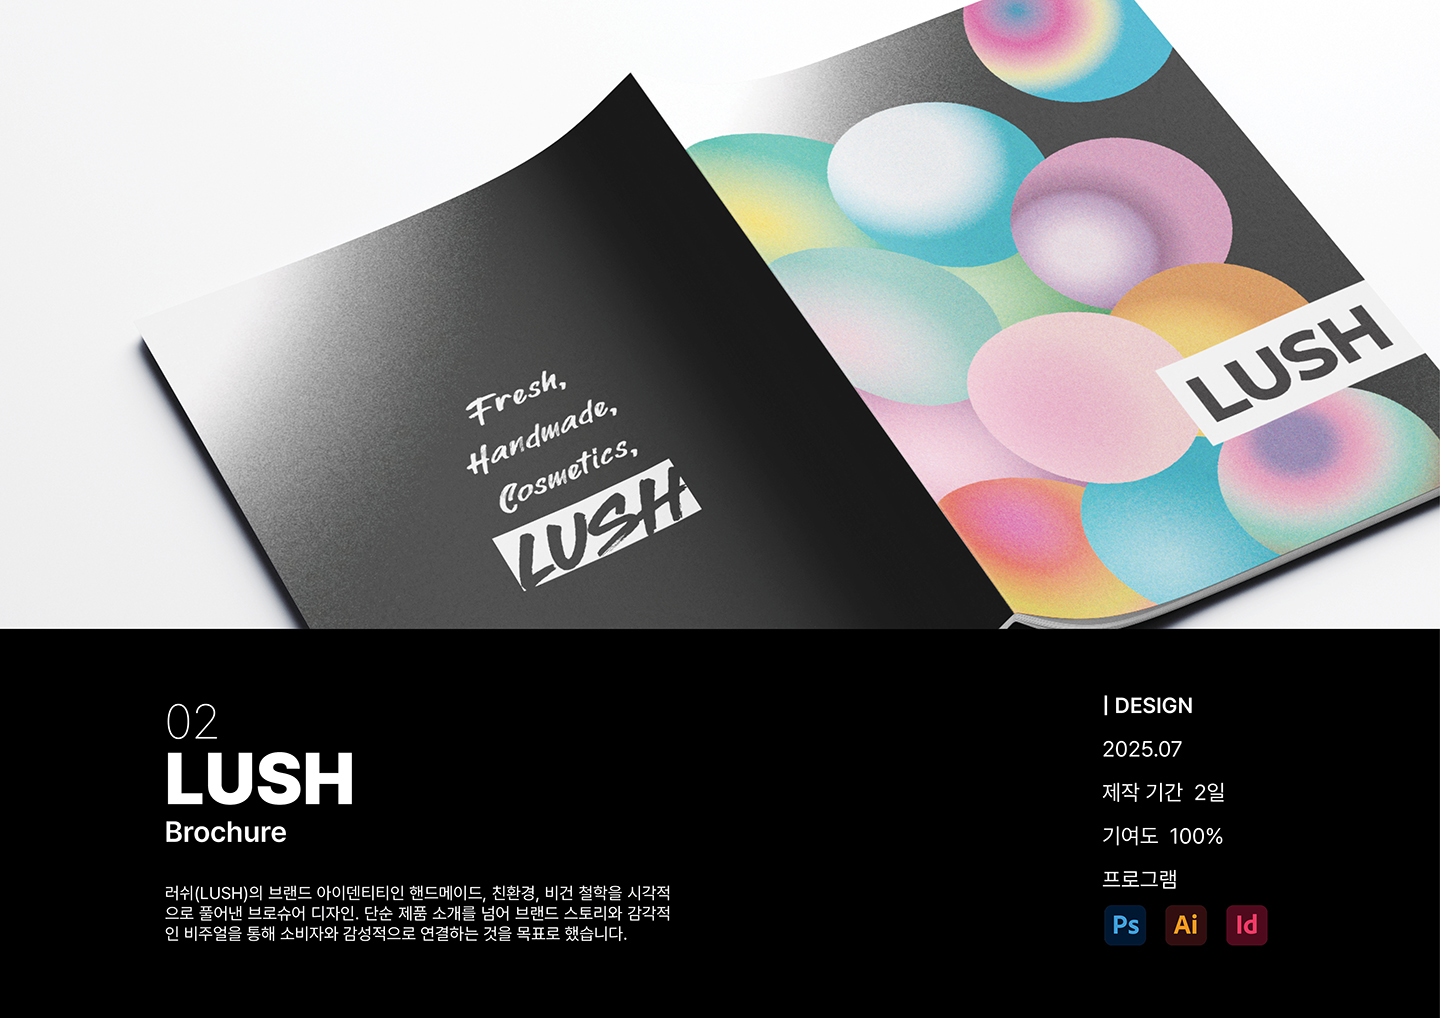 Fresh,
Handmade,
Cosmetics,
LUSH
LUSH
02
LUSH
Brochure
러쉬(LUSH)의 브랜드 아이덴티티인 핸드메이드, 친환경, 비건 철학을 시각적
으로 풀어낸 브로슈어 디자인. 단순 제품 소개를 넘어 브랜드 스토리와 감각적
인 비주얼을 통해 소비자와 감성적으로 연결하는 것을 목표로 했습니다.
| DESIGN
2025.07
제작 기간 2일
기여도 100%
프로그램
Ps Ai Id